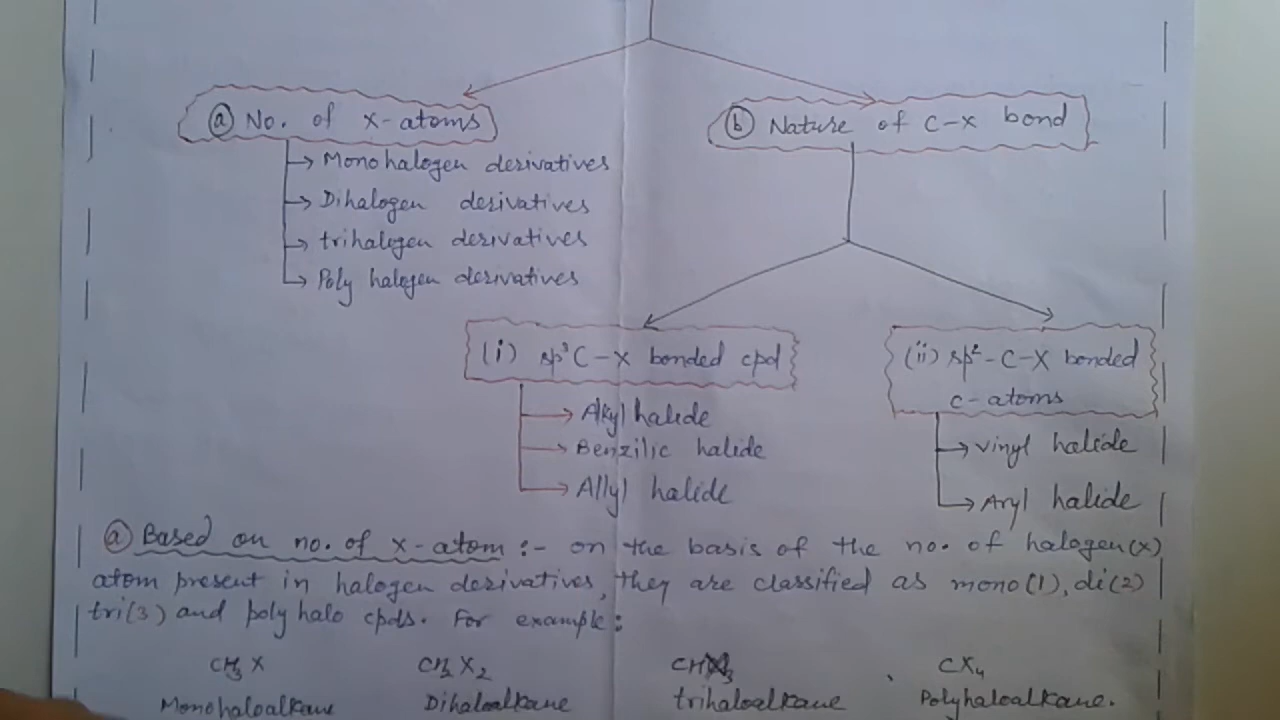 (a) No. of X-atoms
Monohalogen derivatives
Dihalogen derivatives
trihalogen derivatives
Poly halogen derivatives
(b) Nature of C-X bond
(i) sp³C-X bonded cpd
Alkyl halide
Benzilic halide
Allyl halide
(ii) sp²-C-X bonded
C-atoms
Vinyl halide
Aryl halide
(a) Based on no. of X-atom :- on the basis of the no. of halogen(X)
atom present in halogen derivatives, they are classified as mono(1), di(2)
tri(3) and poly halo cpds. For example:
CH₃X CH₂X₂ CHX₃ CX₄
Monohaloalkane Dihaloalkane trihaloalkane Polyhaloalkane.